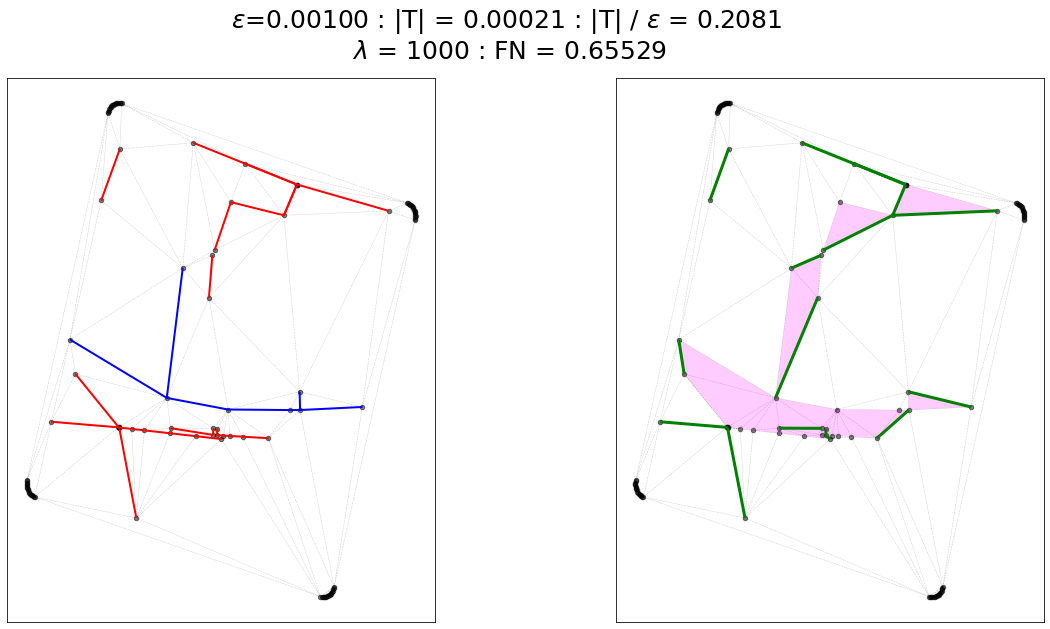 ε=0.00100 : |T| = 0.00021 : |T| / ε = 0.2081
λ = 1000 : FN = 0.65529